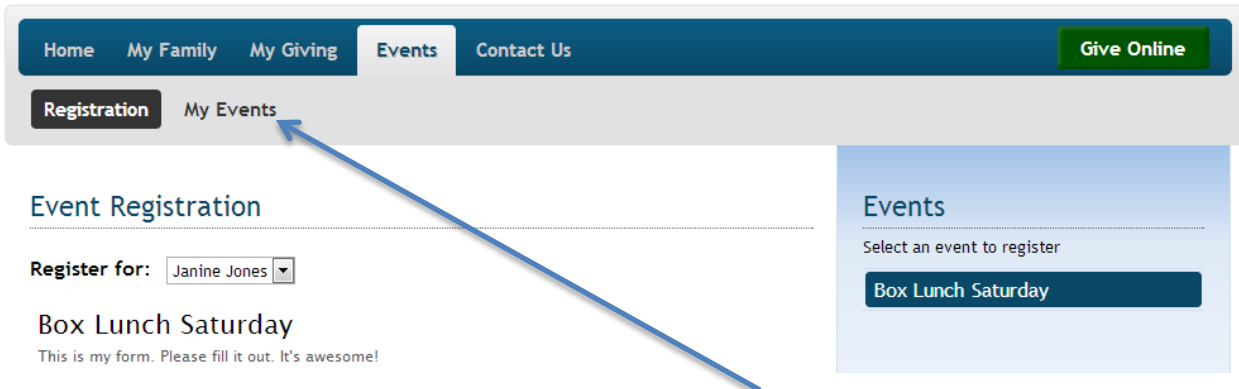 Home My Family My Giving Events Contact Us Give Online
Registration My Events
Event Registration
Register for: Janine Jones
Box Lunch Saturday
This is my form. Please fill it out. It's awesome!
Events
Select an event to register
Box Lunch Saturday